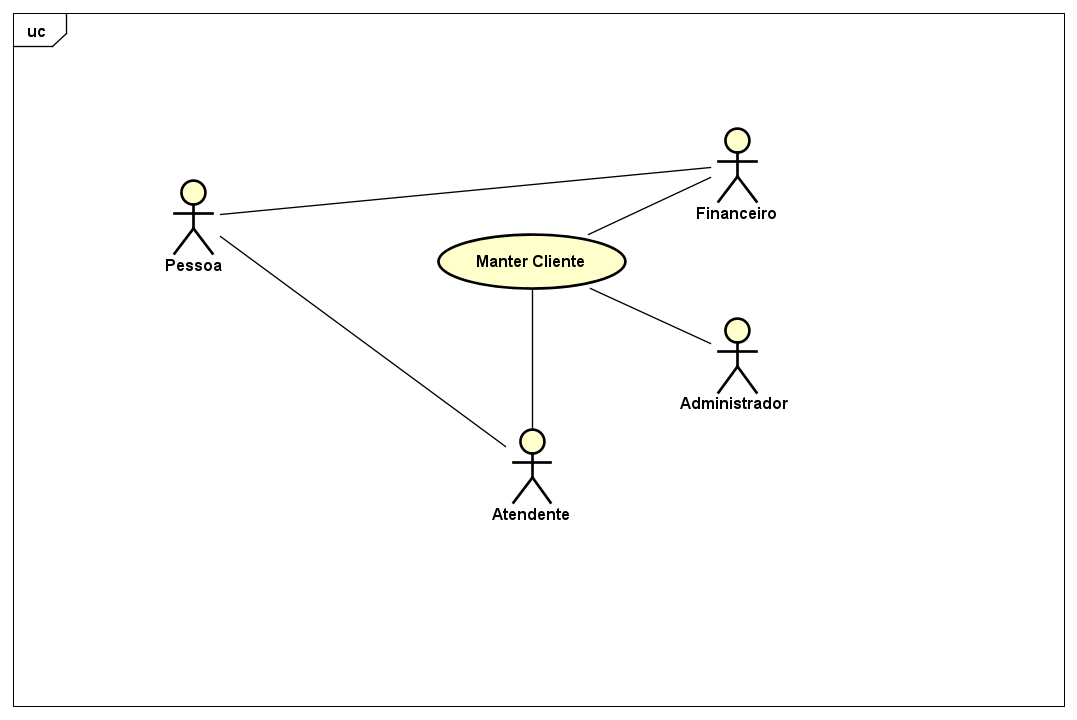 uc
Financeiro
Pessoa
Manter Cliente
Administrador
Atendente